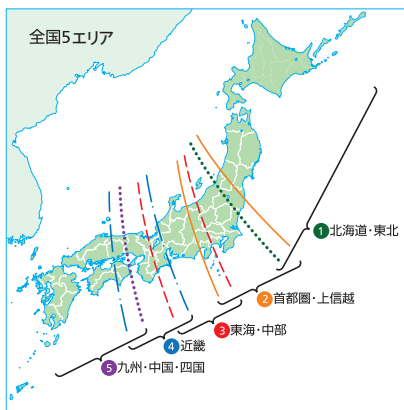 全国5エリア
1北海道・東北
2首都圏・上信越
3東海・中部
4近畿
5九州・中国・四国